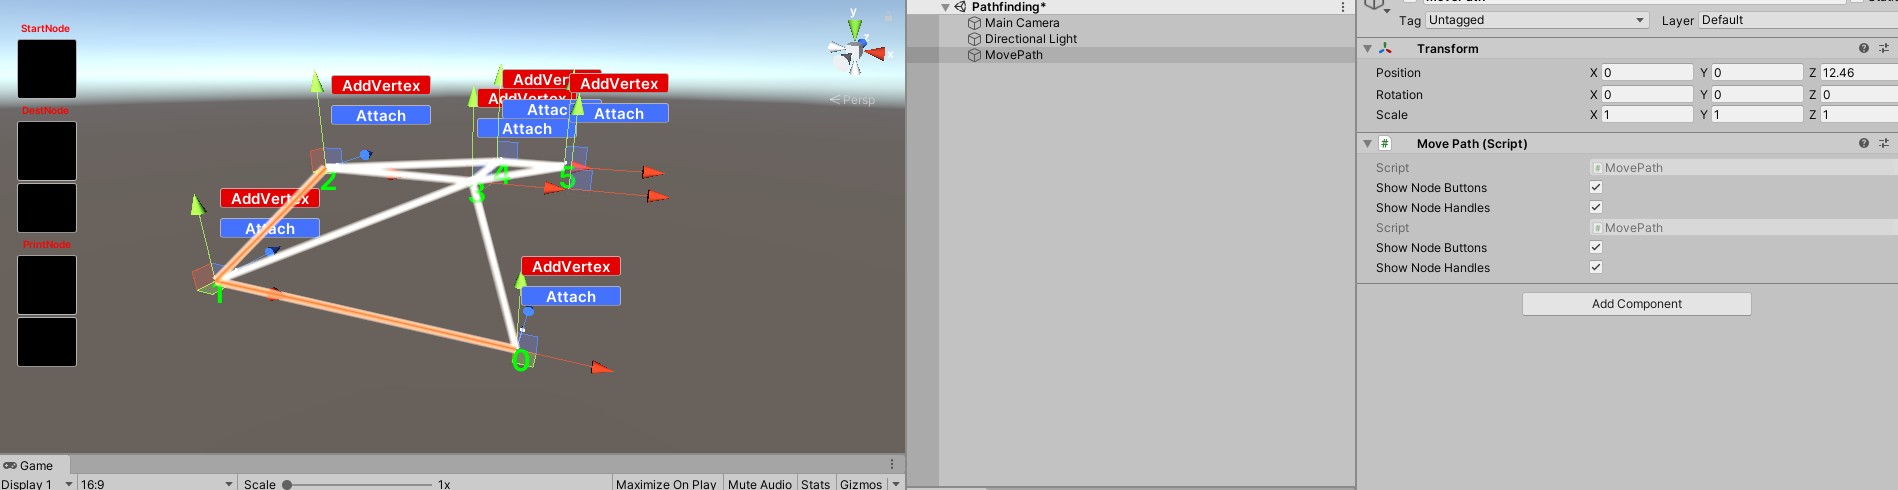 StartNode
DestNode
PrintNode
y
x
Persp
AddVertex
Attach
AddVer
AddVertex
AddVertex
Attac
Attach
Attach
2
3
4
5
AddVertex
Attach
1
AddVertex
Attach
0
Game
Display 1
16:9
Scale
1x
Maximize On Play
Mute Audio
Stats
Gizmos
Pathfinding*
Main Camera
Directional Light
MovePath
Tag Untagged
Layer Default
Transform
Position X 0 Y 0 Z 12.46
Rotation X 0 Y 0 Z 0
Scale X 1 Y 1 Z 1
# Move Path (Script)
Script # MovePath
Show Node Buttons
Show Node Handles
Script # MovePath
Show Node Buttons
Show Node Handles
Add Component